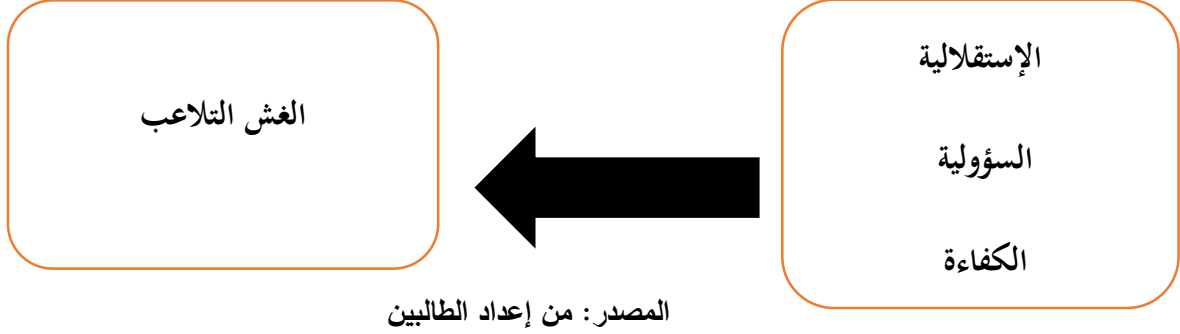 الإستقلالية
السؤولية
الكفاءة
الغش التلاعب
المصدر: من إعداد الطالبين